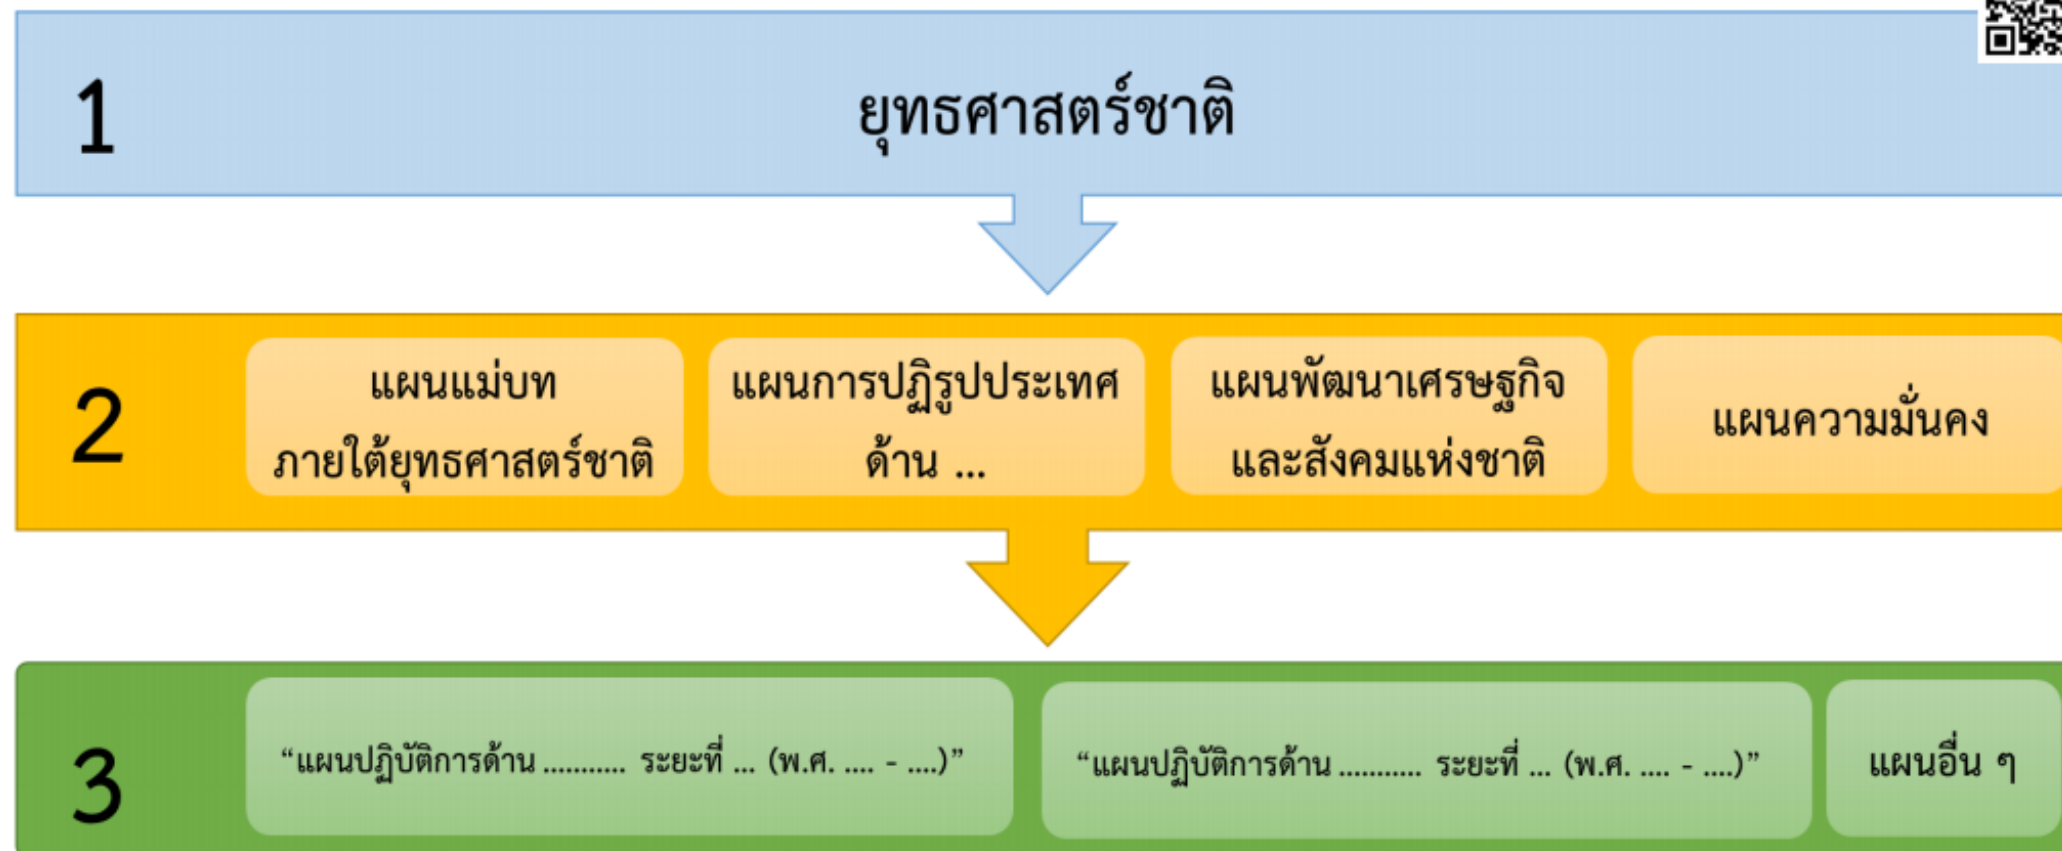 1
ยุทธศาสตร์ชาติ
2
แผนแม่บท
ภายใต้ยุทธศาสตร์ชาติ
แผนการปฏิรูปประเทศ
ด้าน ...
แผนพัฒนาเศรษฐกิจ
และสังคมแห่งชาติ
แผนความมั่นคง
3
“แผนปฏิบัติการด้าน ........... ระยะที่ ... (พ.ศ. .... - ....)”
“แผนปฏิบัติการด้าน ........... ระยะที่ ... (พ.ศ. .... - ....)”
แผนอื่น ๆ